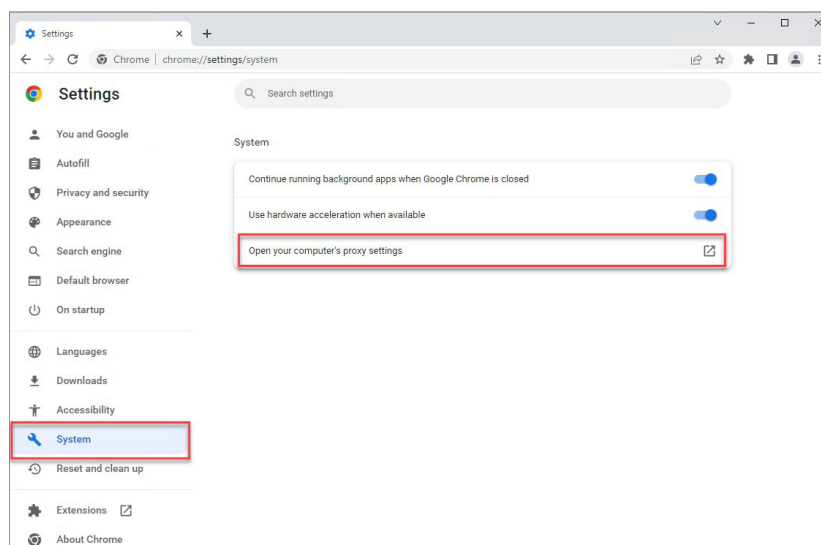 Settings
Chrome | chrome://settings/system
Settings
Search settings
You and Google
Autofill
Privacy and security
Appearance
Search engine
Default browser
On startup
Languages
Downloads
Accessibility
System
Reset and clean up
Extensions
About Chrome
System
Continue running background apps when Google Chrome is closed
Use hardware acceleration when available
Open your computer's proxy settings